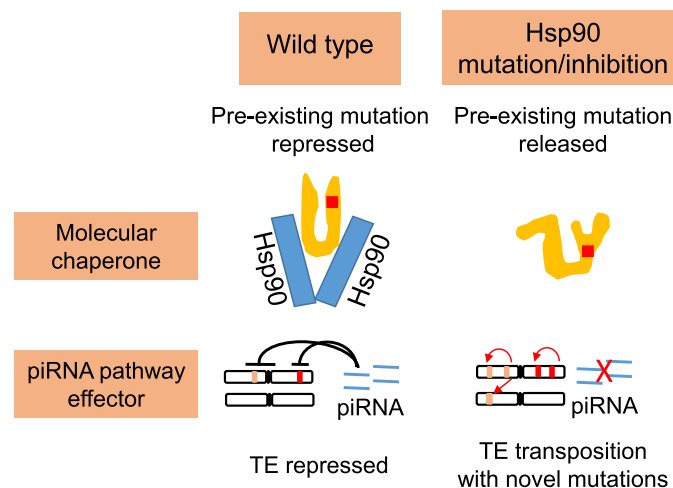 Wild type
Hsp90
mutation/inhibition
Pre-existing mutation
repressed
Pre-existing mutation
released
Molecular
chaperone
Hsp90
Hsp90
piRNA pathway
effector
piRNA
piRNA
TE repressed
TE transposition
with novel mutations